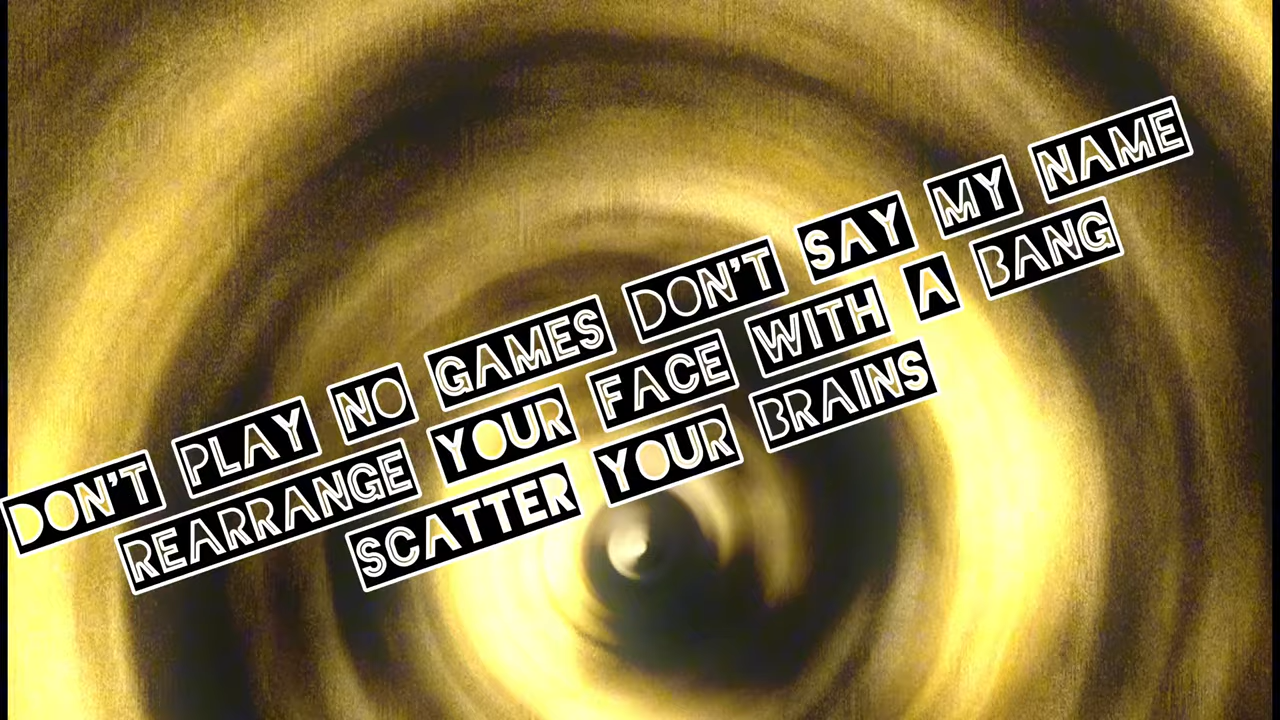 DON'T PLAY NO GAMES DON'T SAY MY NAME
REARRANGE YOUR FACE WITH A BANG
SCATTER YOUR BRAINS